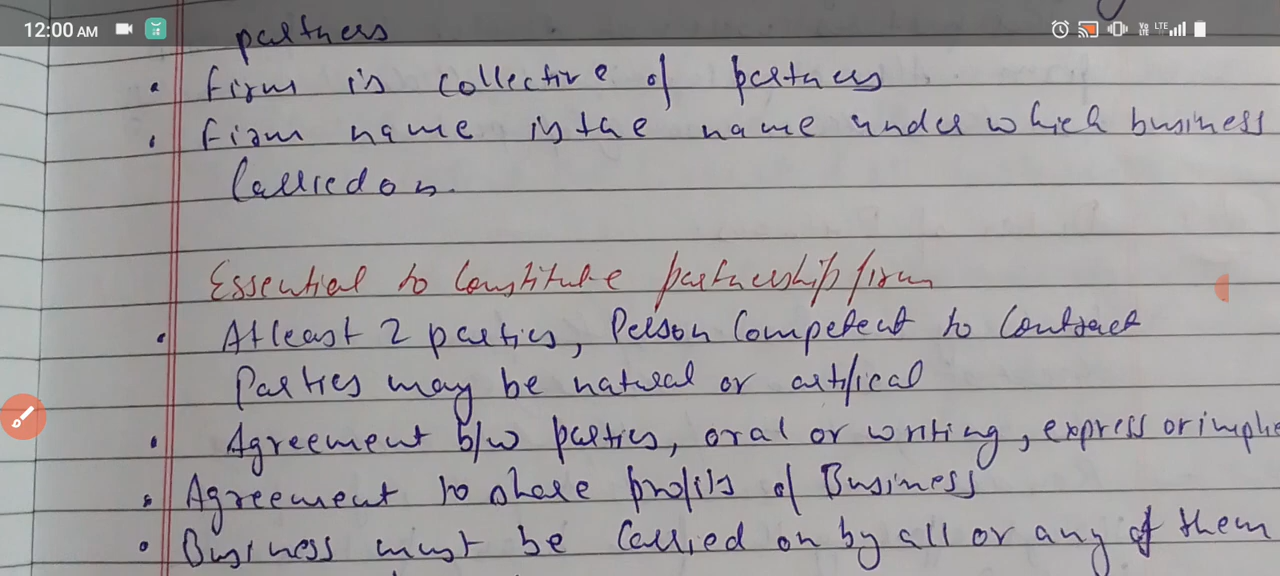 12:00 AM
partners
Firm is collective of partners
Firm name is the name under which business
Carried on.
Essential to Constitute partnership firm
Atleast 2 parties, Person Competent to Contract
Parties may be natural or artifical
Agreement b/w parties, oral or writing, express or implie
Agreement to share profits of Business
Business must be Carried on by all or any of them